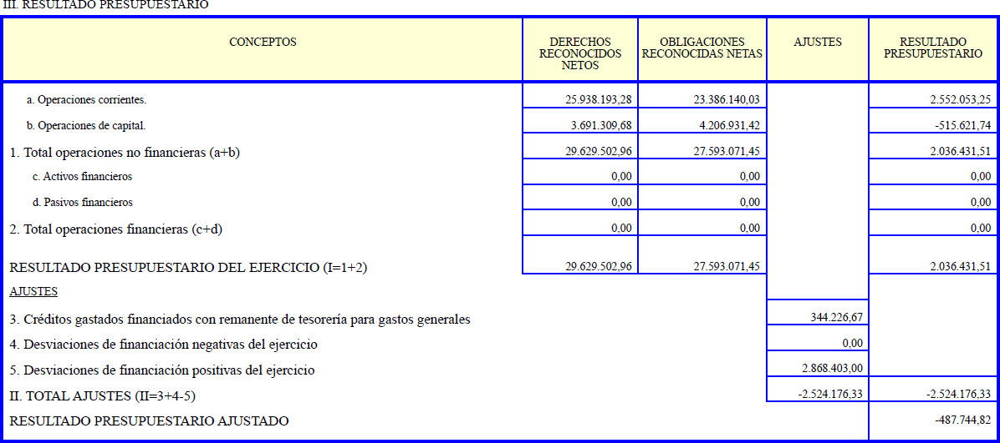 III. RESULTADO PRESUPUESTARIO
CONCEPTOS DERECHOS RECONOCIDOS NETOS OBLIGACIONES RECONOCIDAS NETAS AJUSTES RESULTADO PRESUPUESTARIO
a. Operaciones corrientes. 25.938.193,28 23.386.140,03 2.552.053,25
b. Operaciones de capital. 3.691.309,68 4.206.931,42 -515.621,74
1. Total operaciones no financieras (a+b) 29.629.502,96 27.593.071,45 2.036.431,51
c. Activos financieros 0,00 0,00 0,00
d. Pasivos financieros 0,00 0,00 0,00
2. Total operaciones financieras (c+d) 0,00 0,00 0,00
RESULTADO PRESUPUESTARIO DEL EJERCICIO (I=1+2) 29.629.502,96 27.593.071,45 2.036.431,51
AJUSTES
3. Créditos gastados financiados con remanente de tesorería para gastos generales 344.226,67
4. Desviaciones de financiación negativas del ejercicio 0,00
5. Desviaciones de financiación positivas del ejercicio 2.868.403,00
II. TOTAL AJUSTES (II=3+4-5) -2.524.176,33 -2.524.176,33
RESULTADO PRESUPUESTARIO AJUSTADO -487.744,82